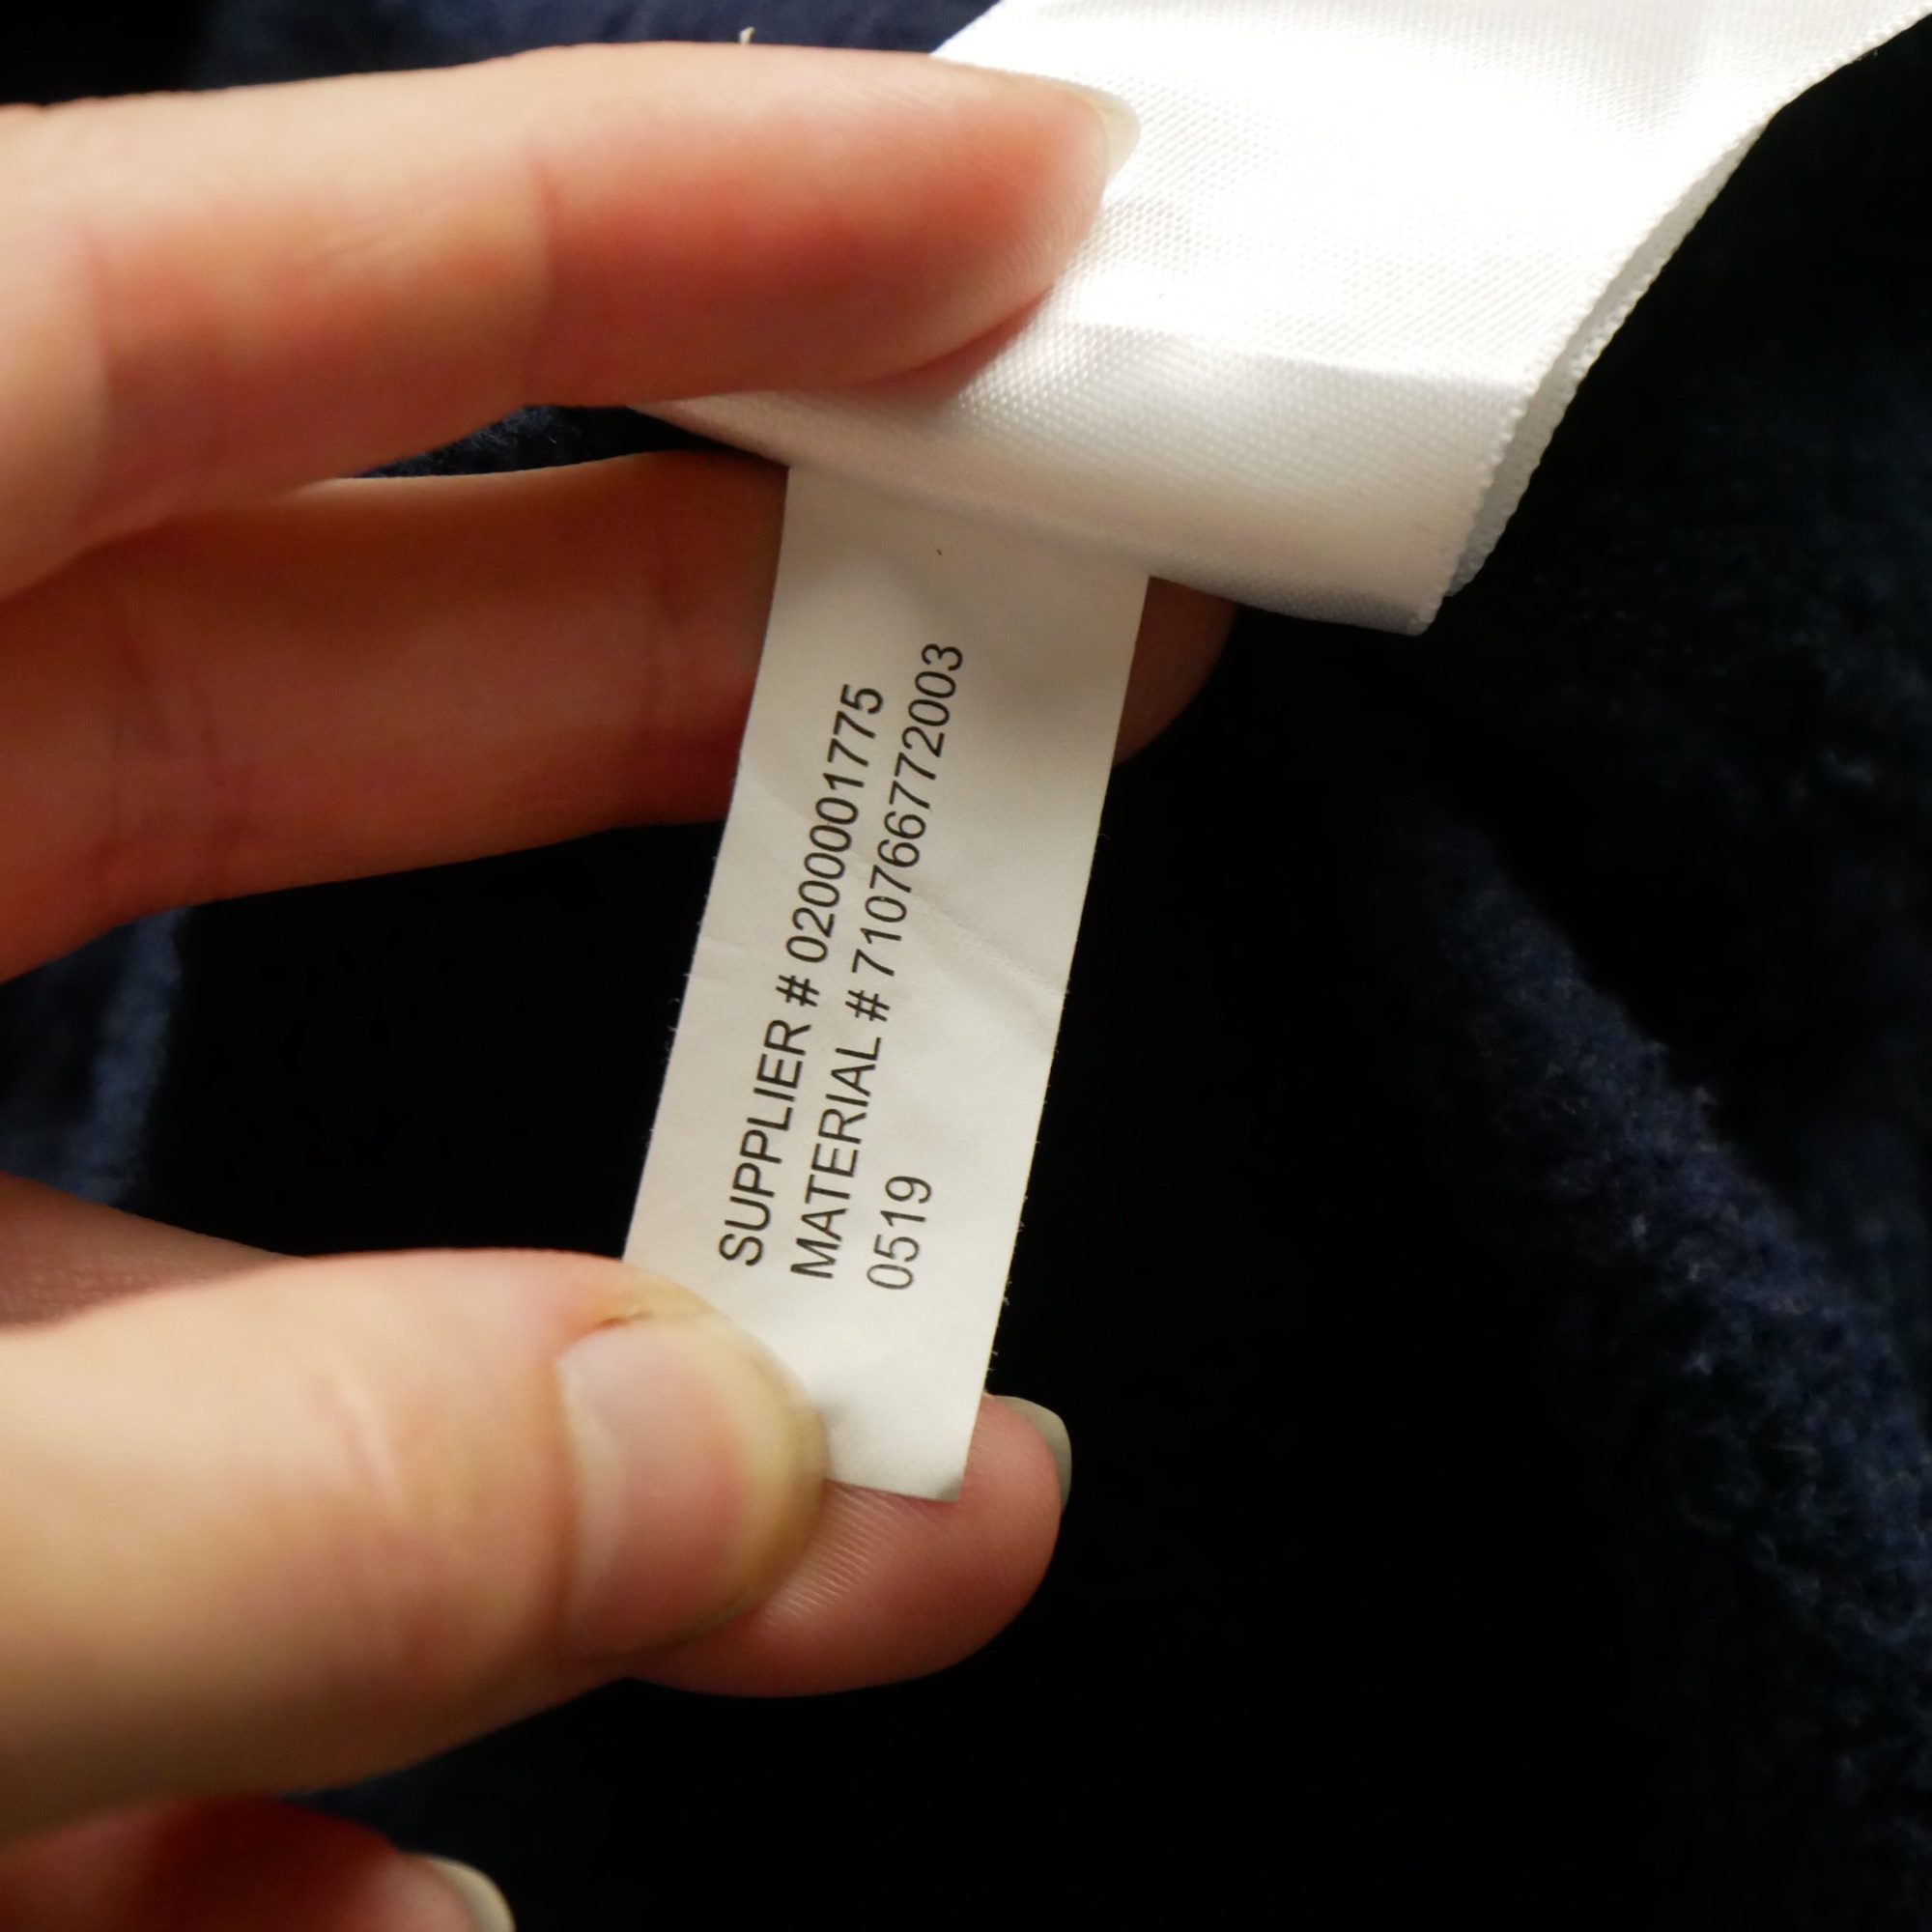 SUPPLIER # 0200001775
MATERIAL # 710766772003
0519